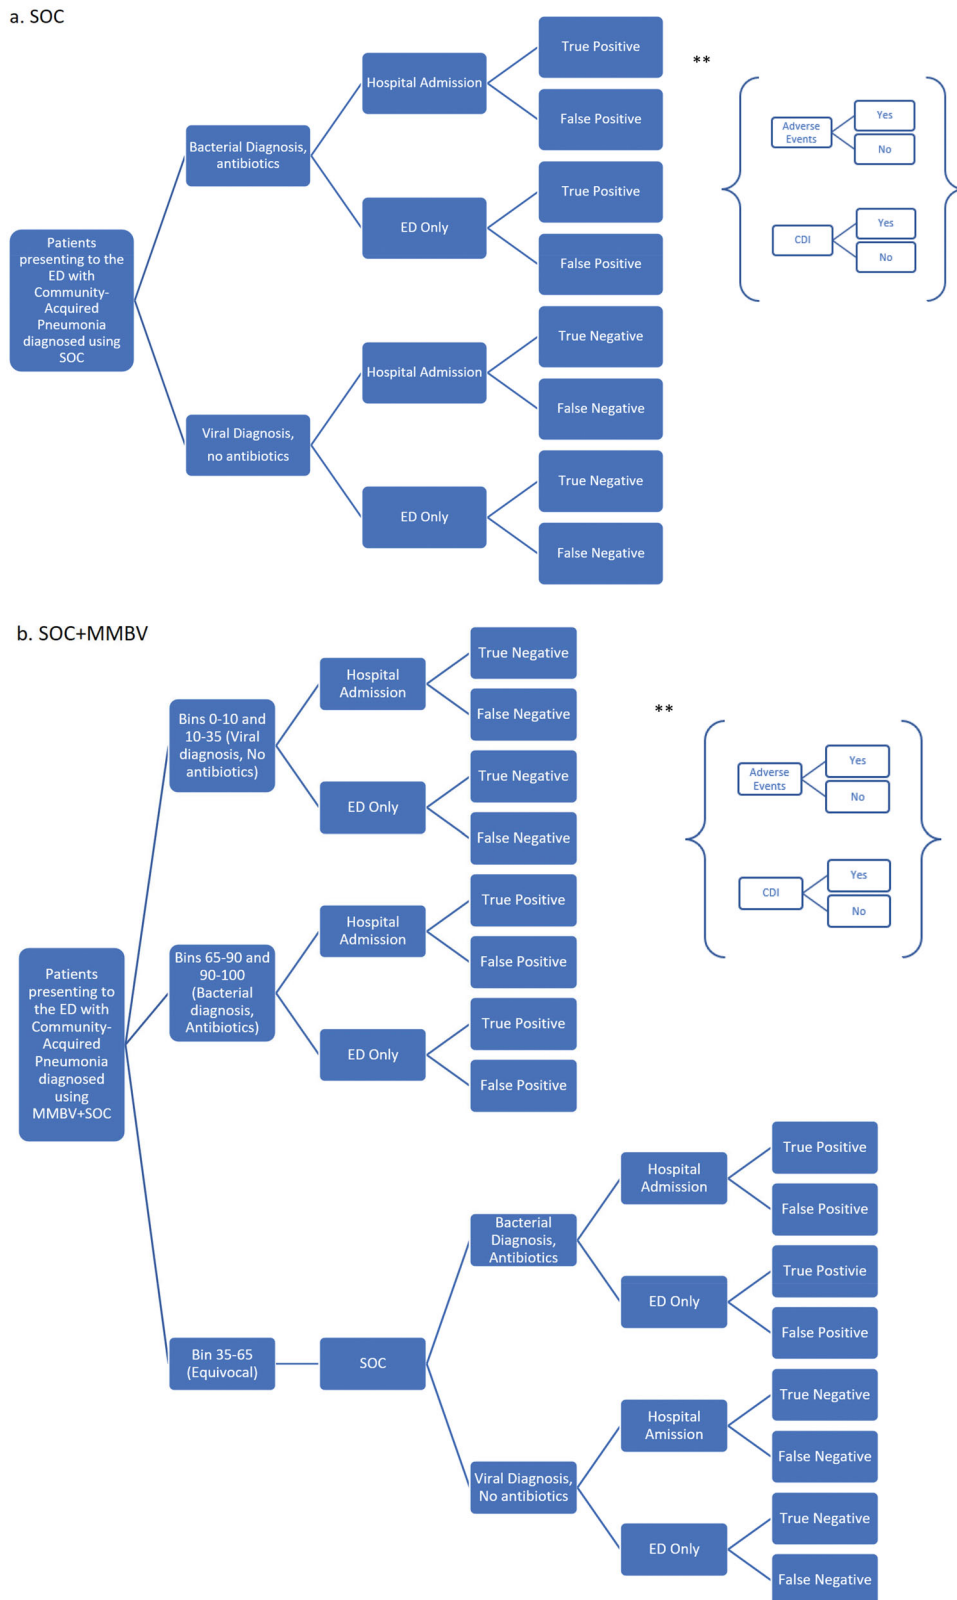 a. SOC
True Positive
**
Hospital Admission
Adverse
Events
Yes
No
False Positive
Bacterial Diagnosis,
antibiotics
True Positive
ED Only
CDI
Yes
No
False Positive
Patients
presenting to the
ED with
Community-
Acquired
Pneumonia
diagnosed using
SOC
True Negative
Hospital Admission
False Negative
Viral Diagnosis,
no antibiotics
True Negative
ED Only
False Negative
b. SOC+MMBV
True Negative
Hospital
Admission
False Negative
**
Bins 0-10 and
10-35 (Viral
diagnosis, No
antibiotics)
True Negative
ED Only
False Negative
Adverse
Events
Yes
No
CDI
Yes
No
True Positive
Hospital
Admission
False Positive
Bins 65-90 and
90-100
(Bacterial
diagnosis,
Antibiotics)
True Positive
ED Only
False Positive
Patients
presenting to
the ED with
Community-
Acquired
Pneumonia
diagnosed
using
MMBV+SOC
True Positive
Hospital
Admission
False Positive
Bacterial
Diagnosis,
Antibiotics
True Postivie
ED Only
False Positive
Bin 35-65
(Equivocal)
SOC
True Negative
Hospital
Amission
False Negative
Viral Diagnosis,
No antibiotics
True Negative
ED Only
False Negative